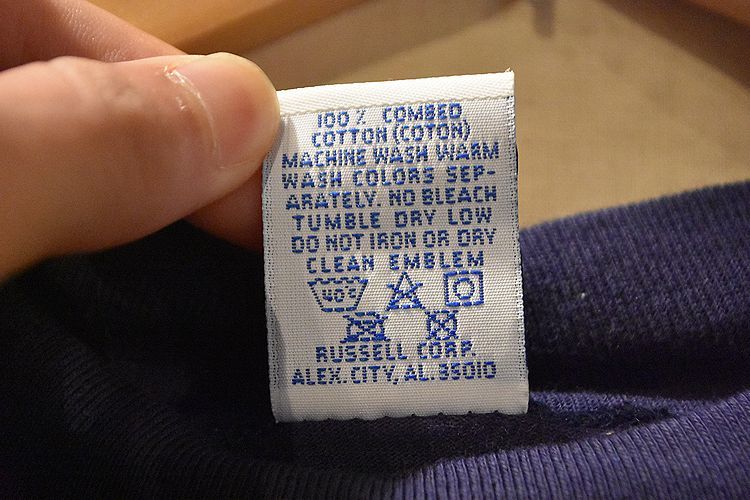 100% COMBED
COTTON (COTON)
MACHINE WASH WARM
WASH COLORS SEP-
ARATELY. NO BLEACH
TUMBLE DRY LOW
DO NOT IRON OR DRY
CLEAN EMBLEM
40°
RUSSELL CORP.
ALEX. CITY, AL. 35010